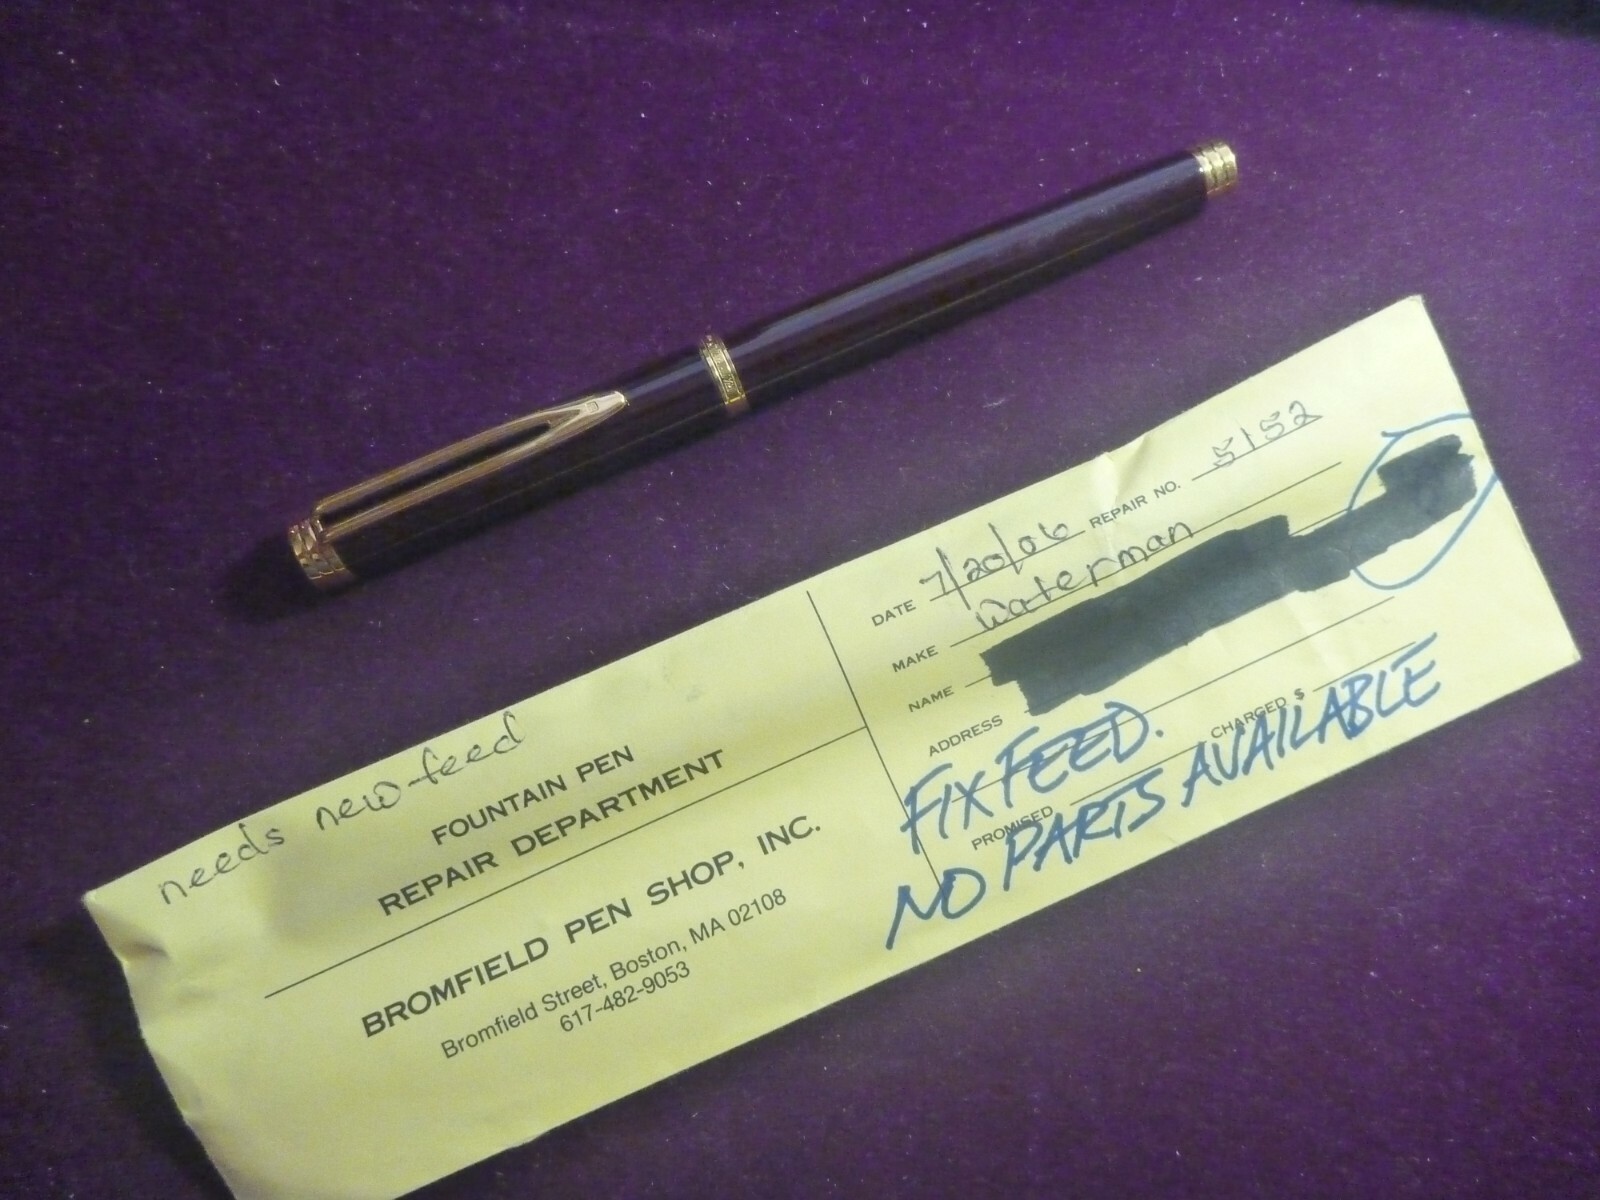 needs new feed
FOUNTAIN PEN
REPAIR DEPARTMENT
BROMFIELD PEN SHOP, INC.
Bromfield Street, Boston, MA 02108
617-482-9053
DATE 7/20/06 REPAIR NO. 5152
MAKE Waterman
NAME
ADDRESS
FIX FEED.
PROMISED CHARGED $
NO PARTS AVAILABLE